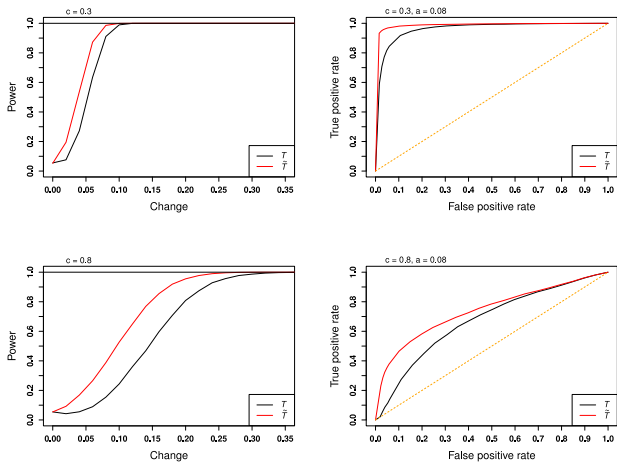 c = 0.3
Power
0.0 0.2 0.4 0.6 0.8 1.0
0.00 0.05 0.10 0.15 0.20 0.25 0.30 0.35
Change
T
T̃
c = 0.3, a = 0.08
True positive rate
0.0 0.2 0.4 0.6 0.8 1.0
0.0 0.1 0.2 0.3 0.4 0.5 0.6 0.7 0.8 0.9 1.0
False positive rate
T
T̃
c = 0.8
Power
0.0 0.2 0.4 0.6 0.8 1.0
0.00 0.05 0.10 0.15 0.20 0.25 0.30 0.35
Change
T
T̃
c = 0.8, a = 0.08
True positive rate
0.0 0.2 0.4 0.6 0.8 1.0
0.0 0.1 0.2 0.3 0.4 0.5 0.6 0.7 0.8 0.9 1.0
False positive rate
T
T̃